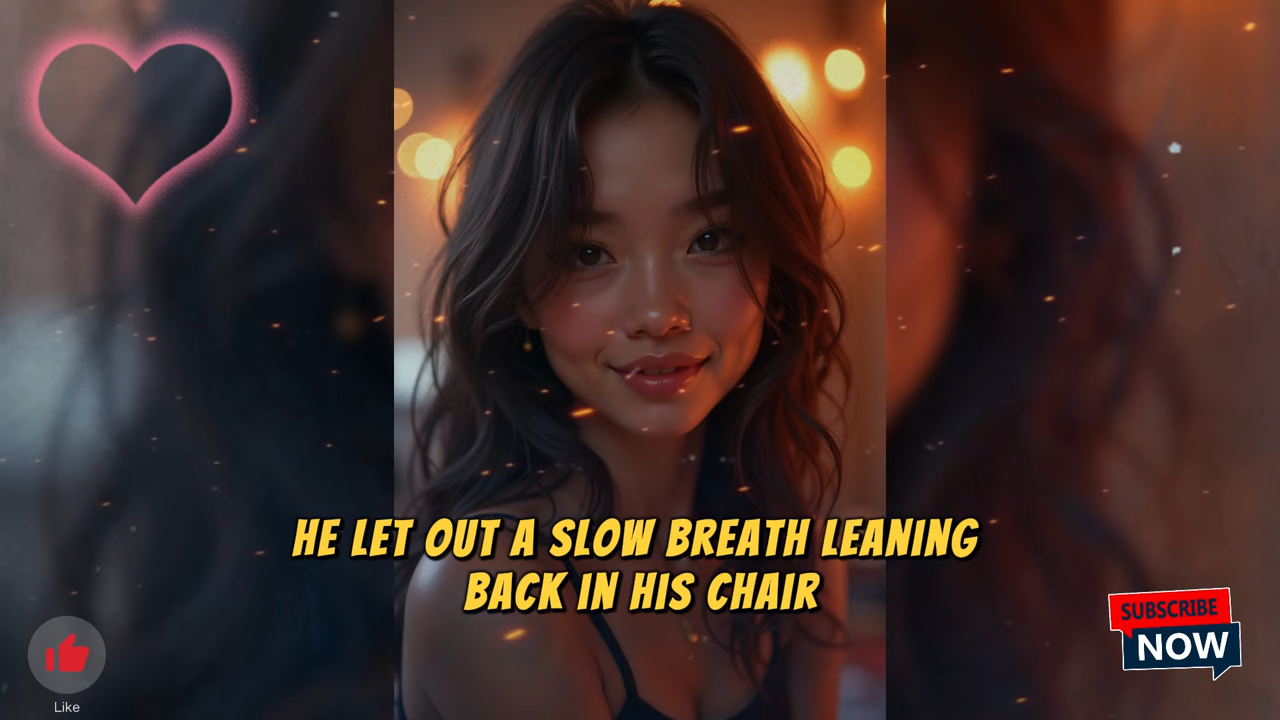 HE LET OUT A SLOW BREATH LEANING
BACK IN HIS CHAIR
SUBSCRIBE
NOW
Like